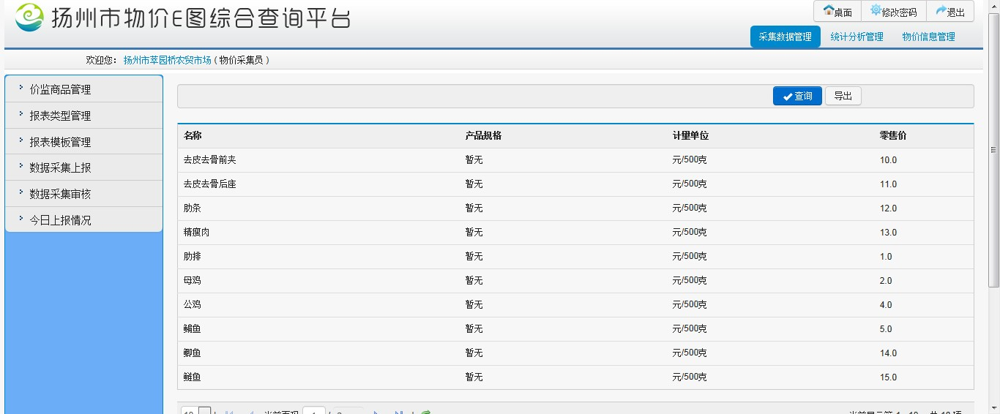 扬州市物价E图综合查询平台
桌面 修改密码 退出
采集数据管理 统计分析管理 物价信息管理
欢迎您: 扬州市萃园桥农贸市场 ( 物价采集员 )
价监商品管理
报表类型管理
报表模板管理
数据采集上报
数据采集审核
今日上报情况
查询 导出
名称 产品规格 计量单位 零售价
去皮去骨前夹 暂无 元/500克 10.0
去皮去骨后座 暂无 元/500克 11.0
肋条 暂无 元/500克 12.0
精瘦肉 暂无 元/500克 13.0
肋排 暂无 元/500克 1.0
母鸡 暂无 元/500克 2.0
公鸡 暂无 元/500克 4.0
鳊鱼 暂无 元/500克 5.0
鲫鱼 暂无 元/500克 14.0
鲢鱼 暂无 元/500克 15.0